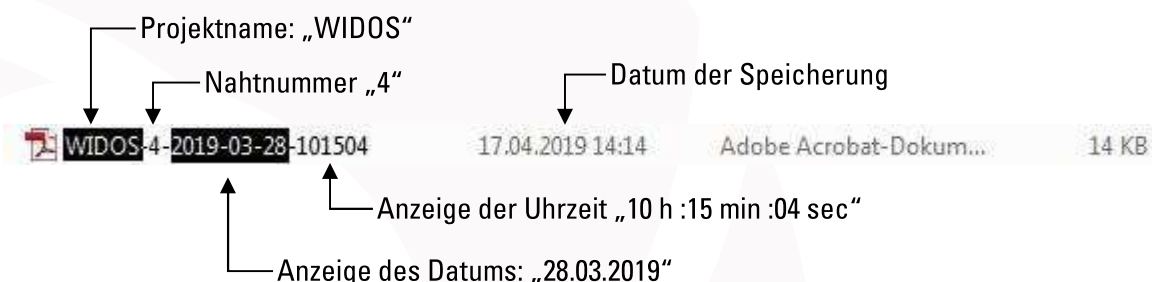 Projektname: „WIDOS“
Nahtnummer „4“
Datum der Speicherung
WIDOS-4-2019-03-28-101504 17.04.2019 14:14 Adobe Acrobat-Dokum... 14 KB
Anzeige der Uhrzeit „10 h :15 min :04 sec“
Anzeige des Datums: „28.03.2019“